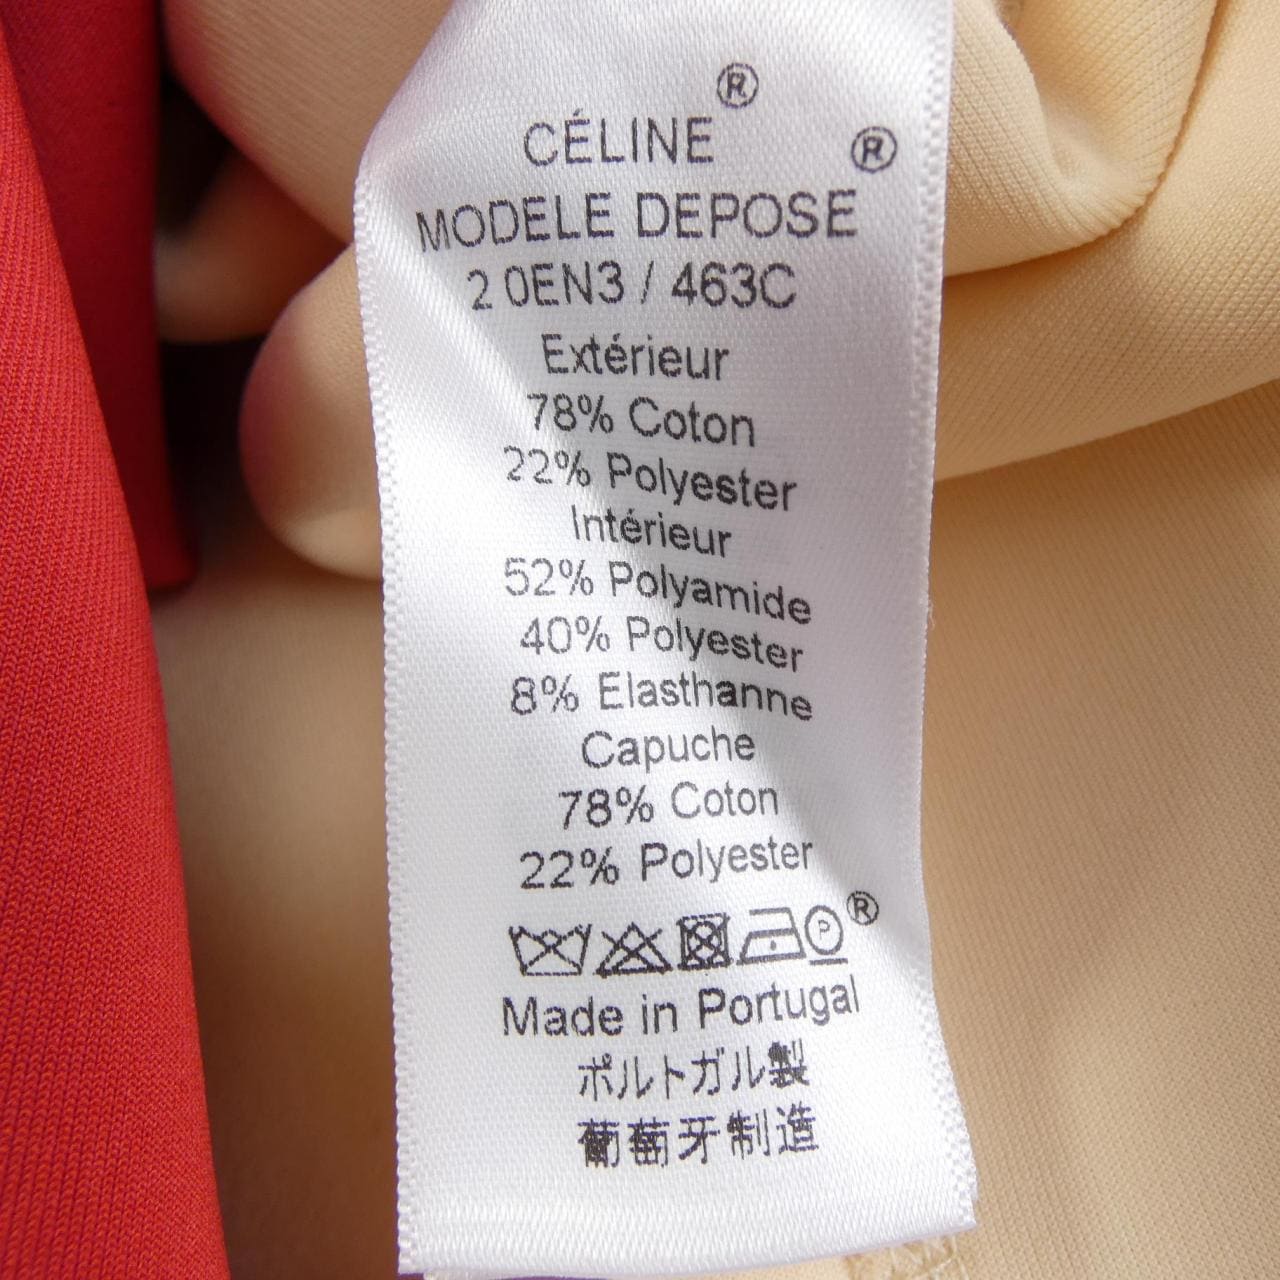 CÉLINE®
MODELE DEPOSE®
2 0EN3 / 463C
Extérieur
78% Coton
22% Polyester
Intérieur
52% Polyamide
40% Polyester
8% Elasthanne
Capuche
78% Coton
22% Polyester
P®
Made in Portugal
ポルトガル製
葡萄牙制造